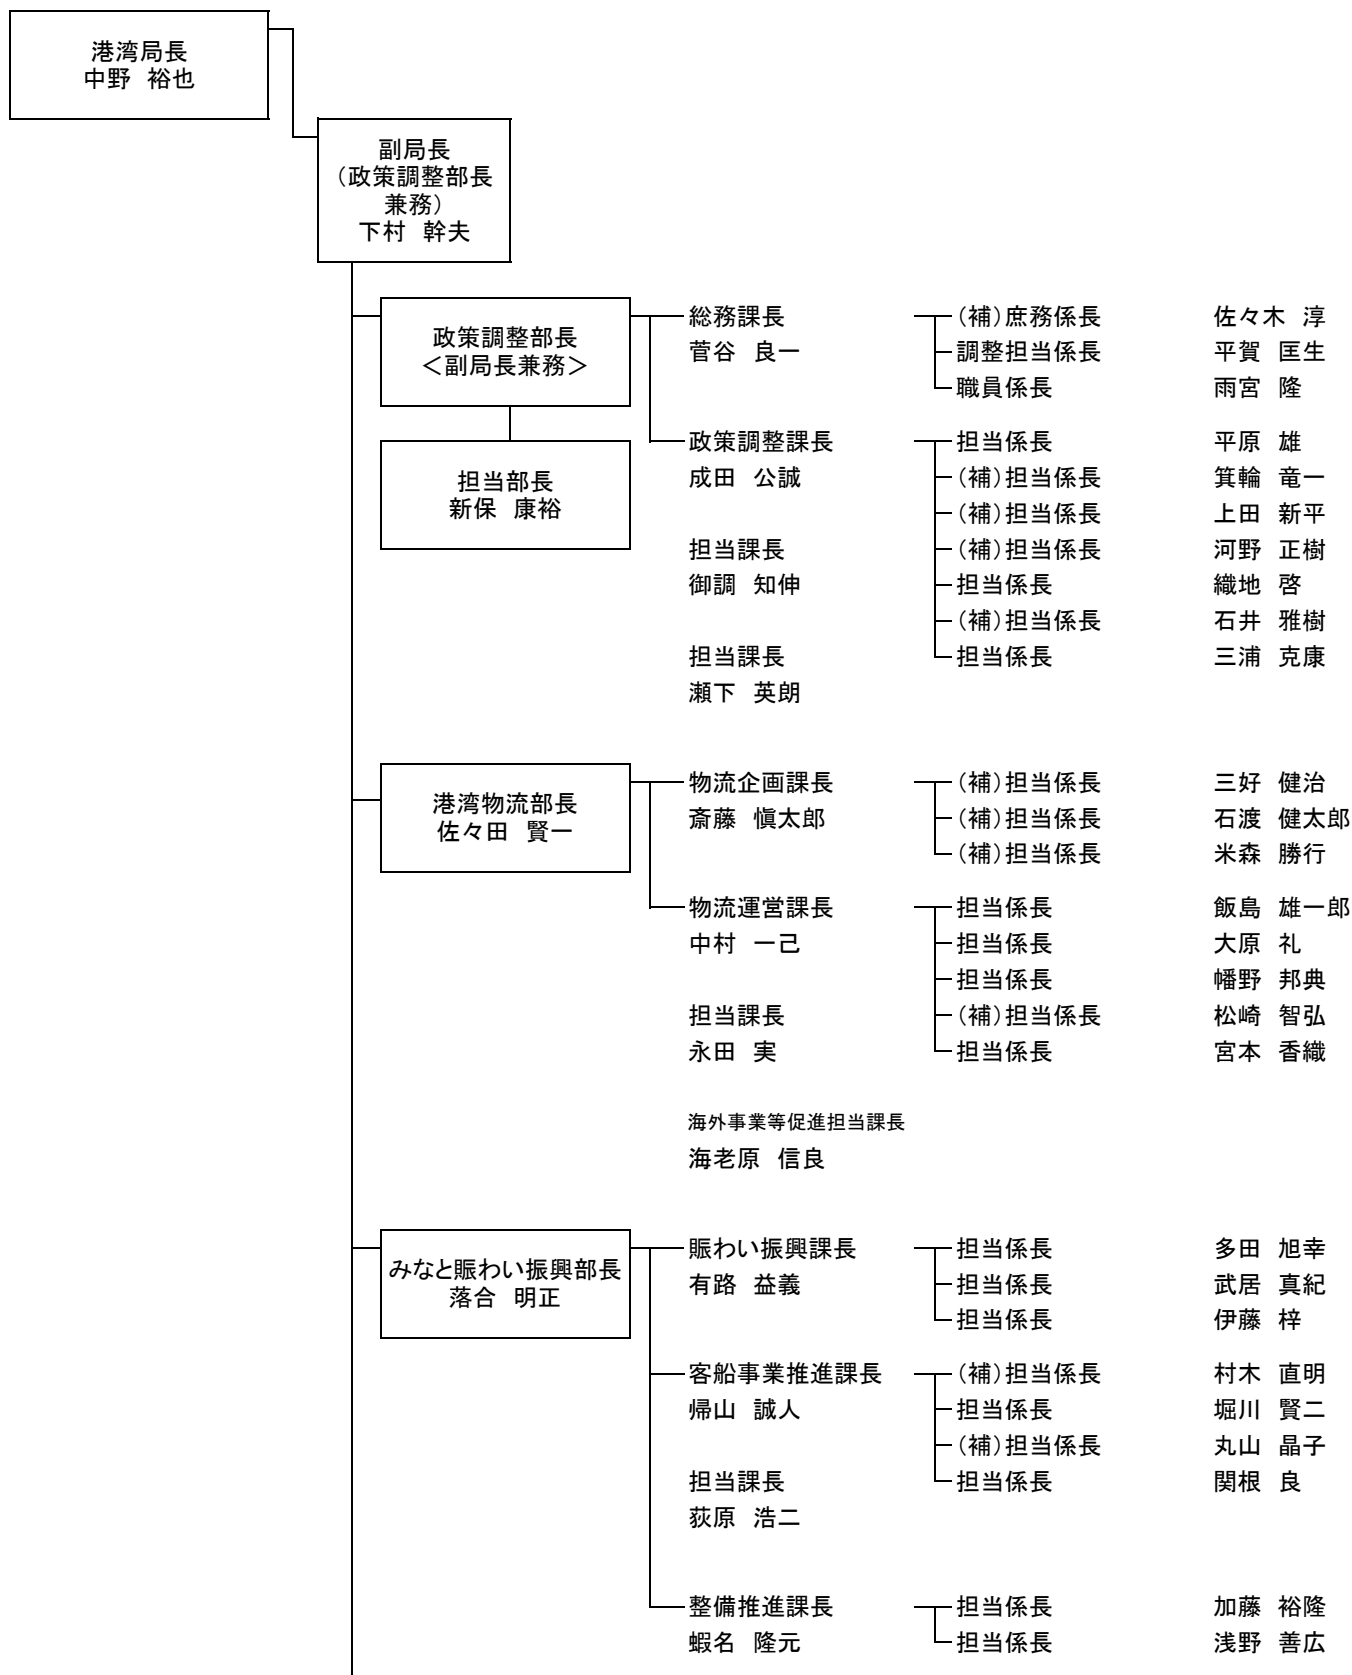 港湾局長
中野 裕也
副局長
（政策調整部長
兼務）
下村 幹夫
政策調整部長
＜副局長兼務＞
担当部長
新保 康裕
総務課長 （補）庶務係長 佐々木 淳
菅谷 良一 調整担当係長 平賀 匡生
職員係長 雨宮 隆
政策調整課長 担当係長 平原 雄
成田 公誠 （補）担当係長 箕輪 竜一
（補）担当係長 上田 新平
担当課長 （補）担当係長 河野 正樹
御調 知伸 担当係長 織地 啓
（補）担当係長 石井 雅樹
担当課長 担当係長 三浦 克康
瀬下 英朗
港湾物流部長
佐々田 賢一
物流企画課長 （補）担当係長 三好 健治
斎藤 愼太郎 （補）担当係長 石渡 健太郎
（補）担当係長 米森 勝行
物流運営課長 担当係長 飯島 雄一郎
中村 一己 担当係長 大原 礼
担当係長 幡野 邦典
担当課長 （補）担当係長 松崎 智弘
永田 実 担当係長 宮本 香織
海外事業等促進担当課長
海老原 信良
みなと賑わい振興部長
落合 明正
賑わい振興課長 担当係長 多田 旭幸
有路 益義 担当係長 武居 真紀
担当係長 伊藤 梓
客船事業推進課長 （補）担当係長 村木 直明
帰山 誠人 担当係長 堀川 賢二
（補）担当係長 丸山 晶子
担当課長 担当係長 関根 良
荻原 浩二
整備推進課長 担当係長 加藤 裕隆
蝦名 隆元 担当係長 浅野 善広